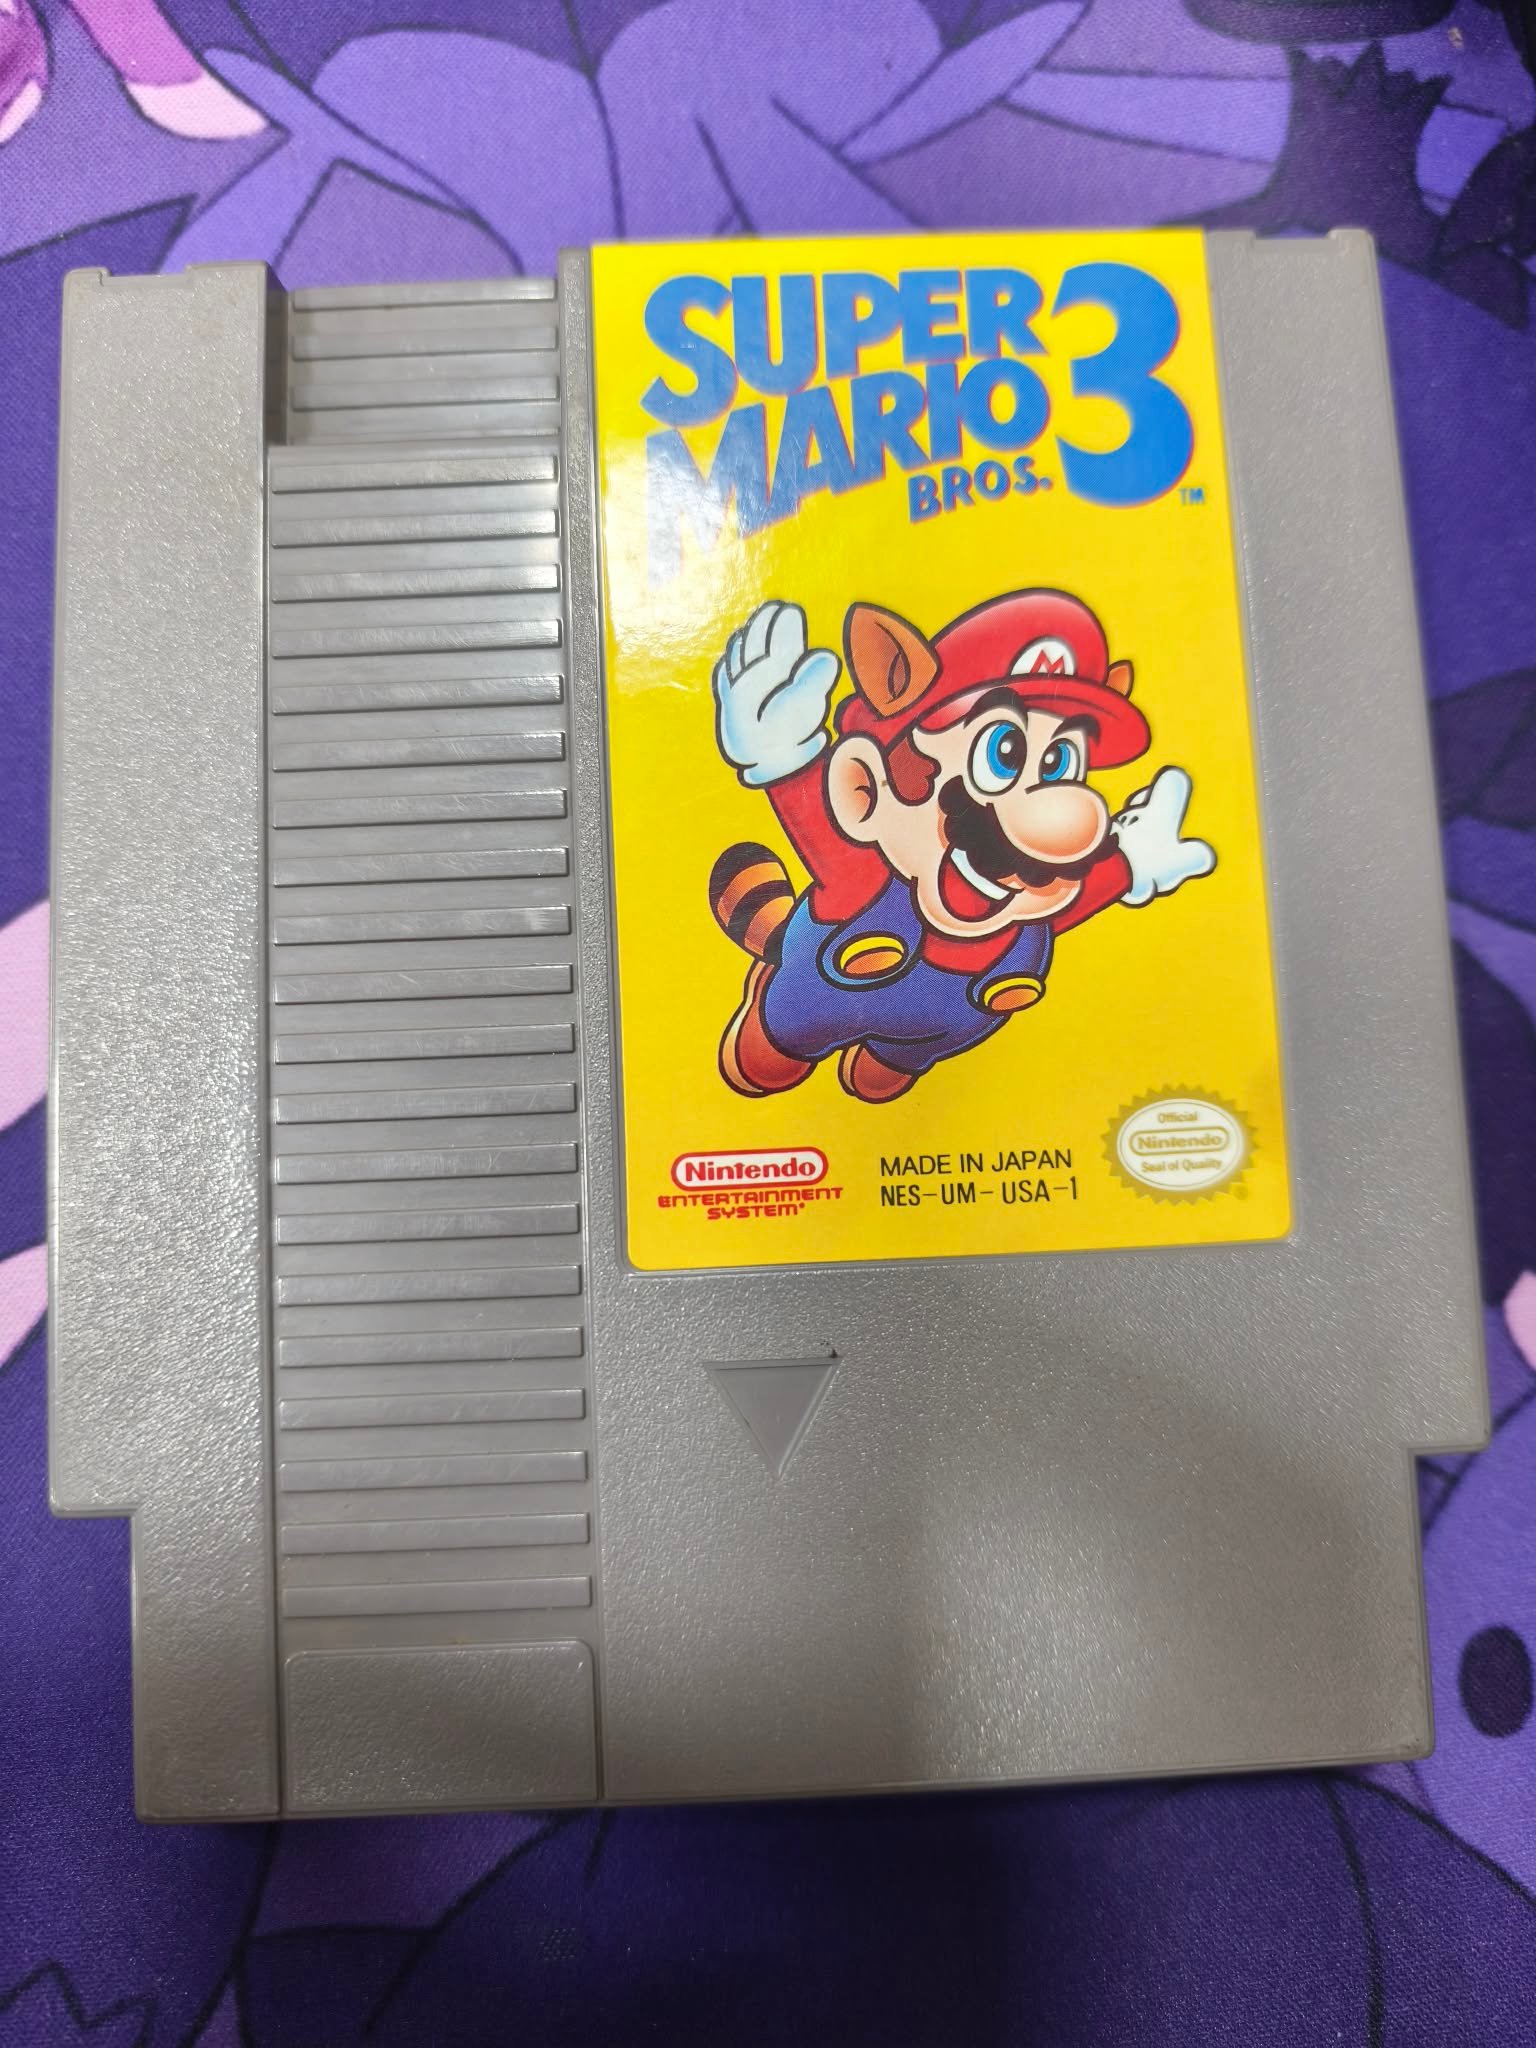 SUPER
MARIO
BROS. 3
TM
M
Nintendo
ENTERTAINMENT
SYSTEM®
MADE IN JAPAN
NES-UM-USA-1
Official
Nintendo
Seal of Quality
®